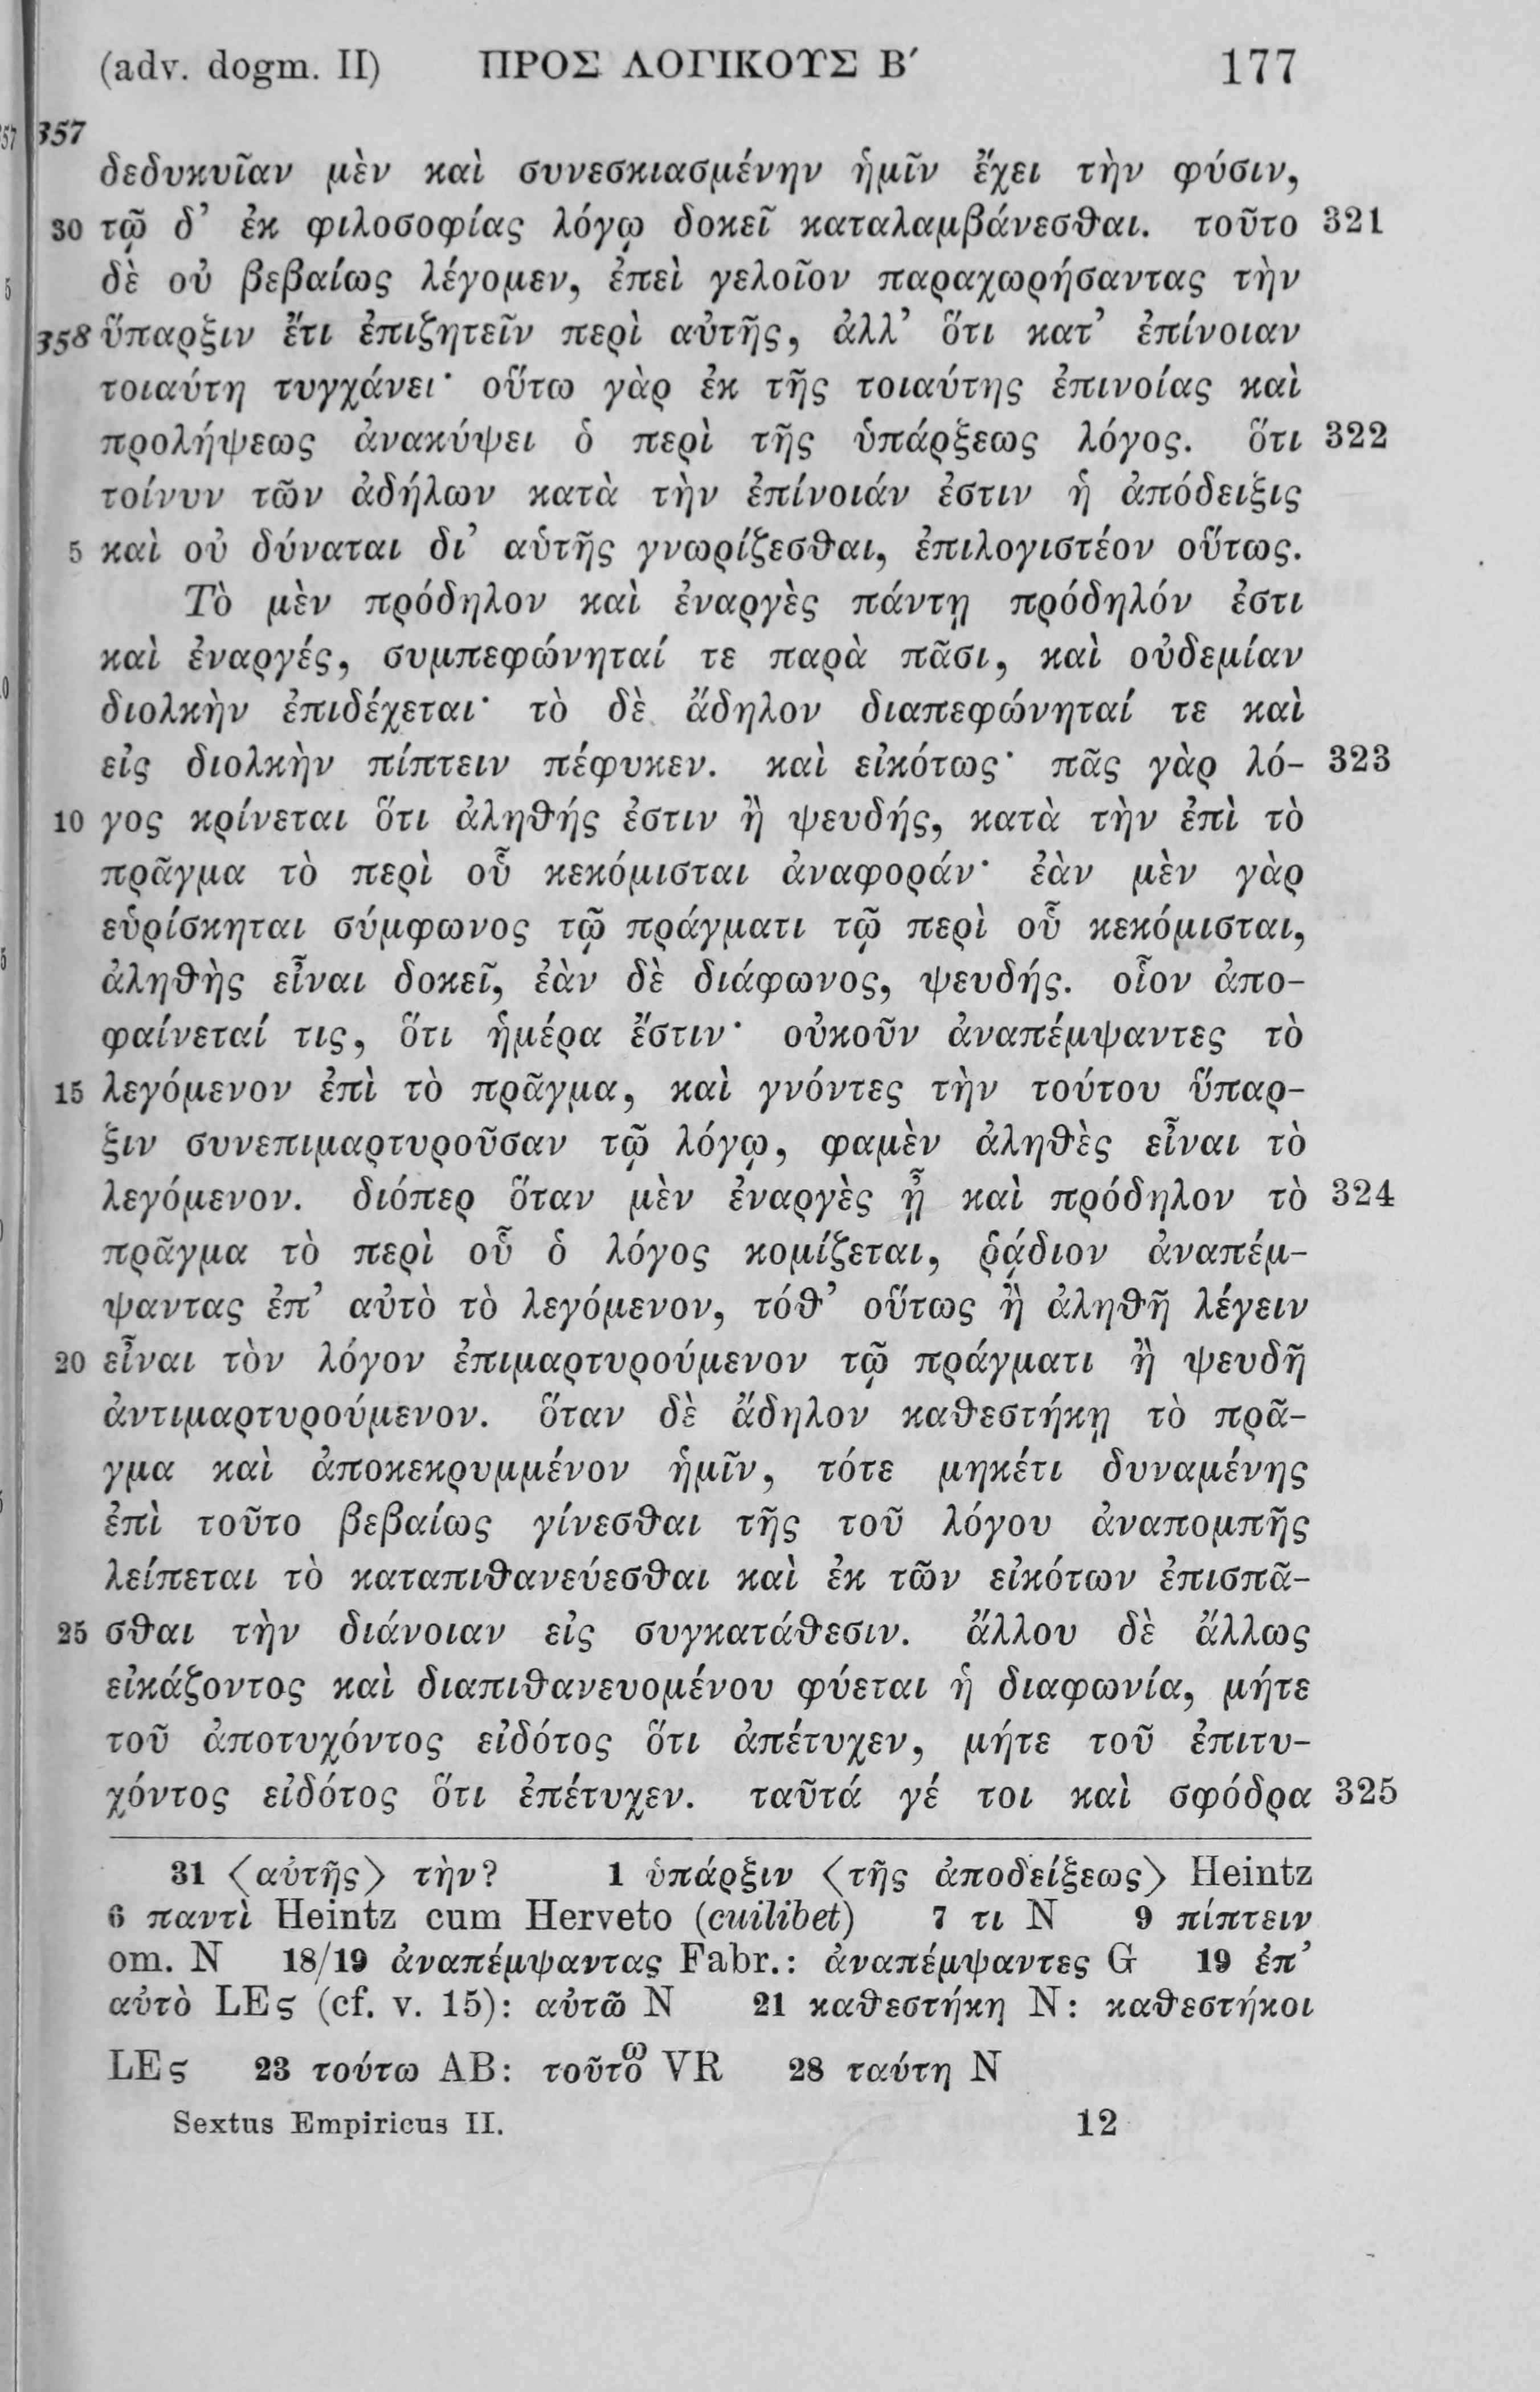 (adv. dogm. II) ΠΡΟΣ ΛΟΓΙΚΟΥΣ Β′ 177
357
δεδυκυῖαν μὲν καὶ συνεσκιασμένην ἡμῖν ἔχει τὴν φύσιν,
30 τῷ δ’ ἐκ φιλοσοφίας λόγῳ δοκεῖ καταλαμβάνεσθαι. τοῦτο 321
δὲ οὐ βεβαίως λέγομεν, ἐπεὶ γελοῖον παραχωρήσαντας τὴν
358 ὕπαρξιν ἔτι ἐπιζητεῖν περὶ αὐτῆς, ἀλλ’ ὅτι κατ’ ἐπίνοιαν
τοιαύτη τυγχάνει· οὕτω γὰρ ἐκ τῆς τοιαύτης ἐπινοίας καὶ
προλήψεως ἀνακύψει ὁ περὶ τῆς ὑπάρξεως λόγος. ὅτι 322
τοίνυν τῶν ἀδήλων κατὰ τὴν ἐπίνοιάν ἐστιν ἡ ἀπόδειξις
5 καὶ οὐ δύναται δι’ αὑτῆς γνωρίζεσθαι, ἐπιλογιστέον οὕτως.
Τὸ μὲν πρόδηλον καὶ ἐναργὲς πάντῃ πρόδηλόν ἐστι
καὶ ἐναργές, συμπεφώνηταί τε παρὰ πᾶσι, καὶ οὐδεμίαν
διολκὴν ἐπιδέχεται· τὸ δὲ ἄδηλον διαπεφώνηταί τε καὶ
εἰς διολκὴν πίπτειν πέφυκεν. καὶ εἰκότως· πᾶς γὰρ λό- 323
10 γος κρίνεται ὅτι ἀληθής ἐστιν ἢ ψευδής, κατὰ τὴν ἐπὶ τὸ
πρᾶγμα τὸ περὶ οὗ κεκόμισται ἀναφοράν· ἐὰν μὲν γὰρ
εὑρίσκηται σύμφωνος τῷ πράγματι τῷ περὶ οὗ κεκόμισται,
ἀληθὴς εἶναι δοκεῖ, ἐὰν δὲ διάφωνος, ψευδής. οἷον ἀπο-
φαίνεταί τις, ὅτι ἡμέρα ἔστιν· οὐκοῦν ἀναπέμψαντες τὸ
15 λεγόμενον ἐπὶ τὸ πρᾶγμα, καὶ γνόντες τὴν τούτου ὕπαρ-
ξιν συνεπιμαρτυροῦσαν τῷ λόγῳ, φαμὲν ἀληθὲς εἶναι τὸ
λεγόμενον. διόπερ ὅταν μὲν ἐναργὲς ᾖ καὶ πρόδηλον τὸ 324
πρᾶγμα τὸ περὶ οὗ ὁ λόγος κομίζεται, ῥᾴδιον ἀναπέμ-
ψαντας ἐπ’ αὐτὸ τὸ λεγόμενον, τόθ’ οὕτως ἢ ἀληθῆ λέγειν
20 εἶναι τὸν λόγον ἐπιμαρτυρούμενον τῷ πράγματι ἢ ψευδῆ
ἀντιμαρτυρούμενον. ὅταν δὲ ἄδηλον καθεστήκῃ τὸ πρᾶ-
γμα καὶ ἀποκεκρυμμένον ἡμῖν, τότε μηκέτι δυναμένης
ἐπὶ τοῦτο βεβαίως γίνεσθαι τῆς τοῦ λόγου ἀναπομπῆς
λείπεται τὸ καταπιθανεύεσθαι καὶ ἐκ τῶν εἰκότων ἐπισπᾶ-
25 σθαι τὴν διάνοιαν εἰς συγκατάθεσιν. ἄλλου δὲ ἄλλως
εἰκάζοντος καὶ διαπιθανευομένου φύεται ἡ διαφωνία, μήτε
τοῦ ἀποτυχόντος εἰδότος ὅτι ἀπέτυχεν, μήτε τοῦ ἐπιτυ-
χόντος εἰδότος ὅτι ἐπέτυχεν. ταῦτά γέ τοι καὶ σφόδρα 325
31 ⟨αὐτῆς⟩ τὴν? 1 ὑπάρξιν ⟨τῆς ἀποδείξεως⟩ Heintz
6 παντὶ Heintz cum Herveto (cuilibet) 7 τι N 9 πίπτειν
om. N 18/19 ἀναπέμψαντας Fabr.: ἀναπέμψαντες G 19 ἐπ’
αὐτὸ LEς (cf. v. 15): αὐτῶ N 21 καθεστήκη N: καθεστήκοι
LEς 23 τούτω AB: τοῦτο^ω VR 28 ταύτη N
Sextus Empiricus II. 12